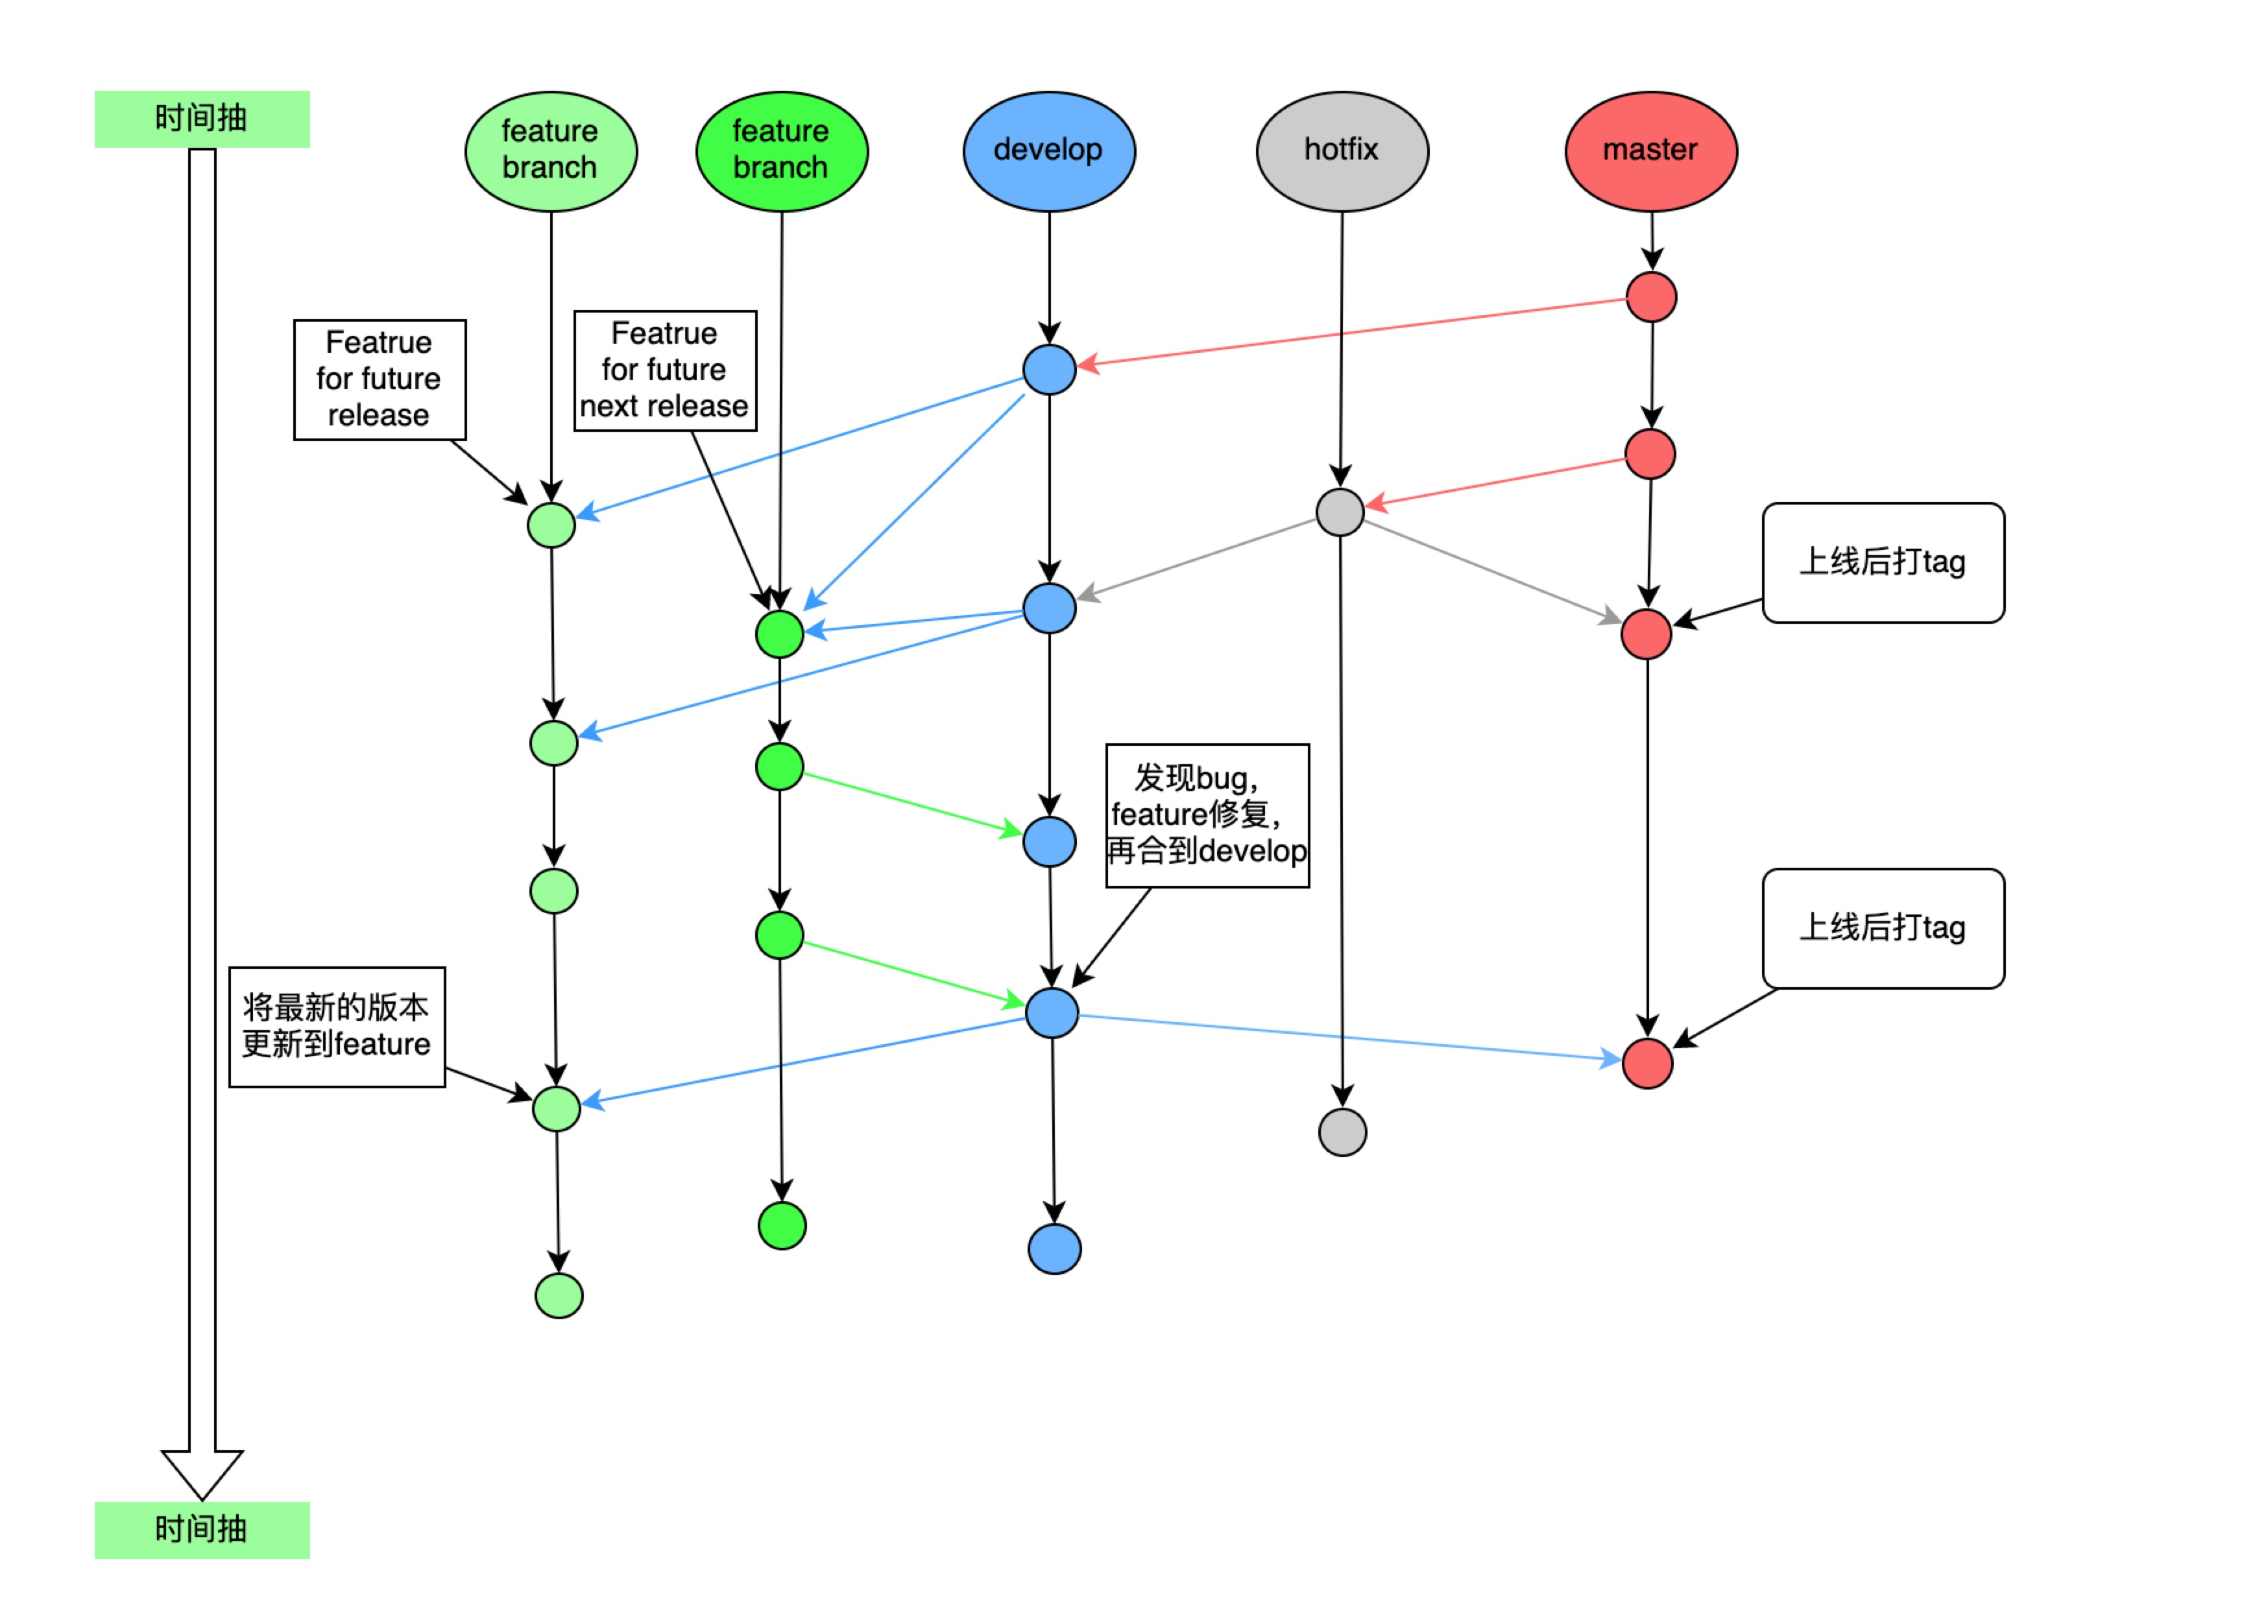 时间抽
feature
branch
feature
branch
develop
hotfix
master
Featrue
for future
release
Featrue
for future
next release
上线后打tag
发现bug，
feature修复，
再合到develop
上线后打tag
将最新的版本
更新到feature
时间抽